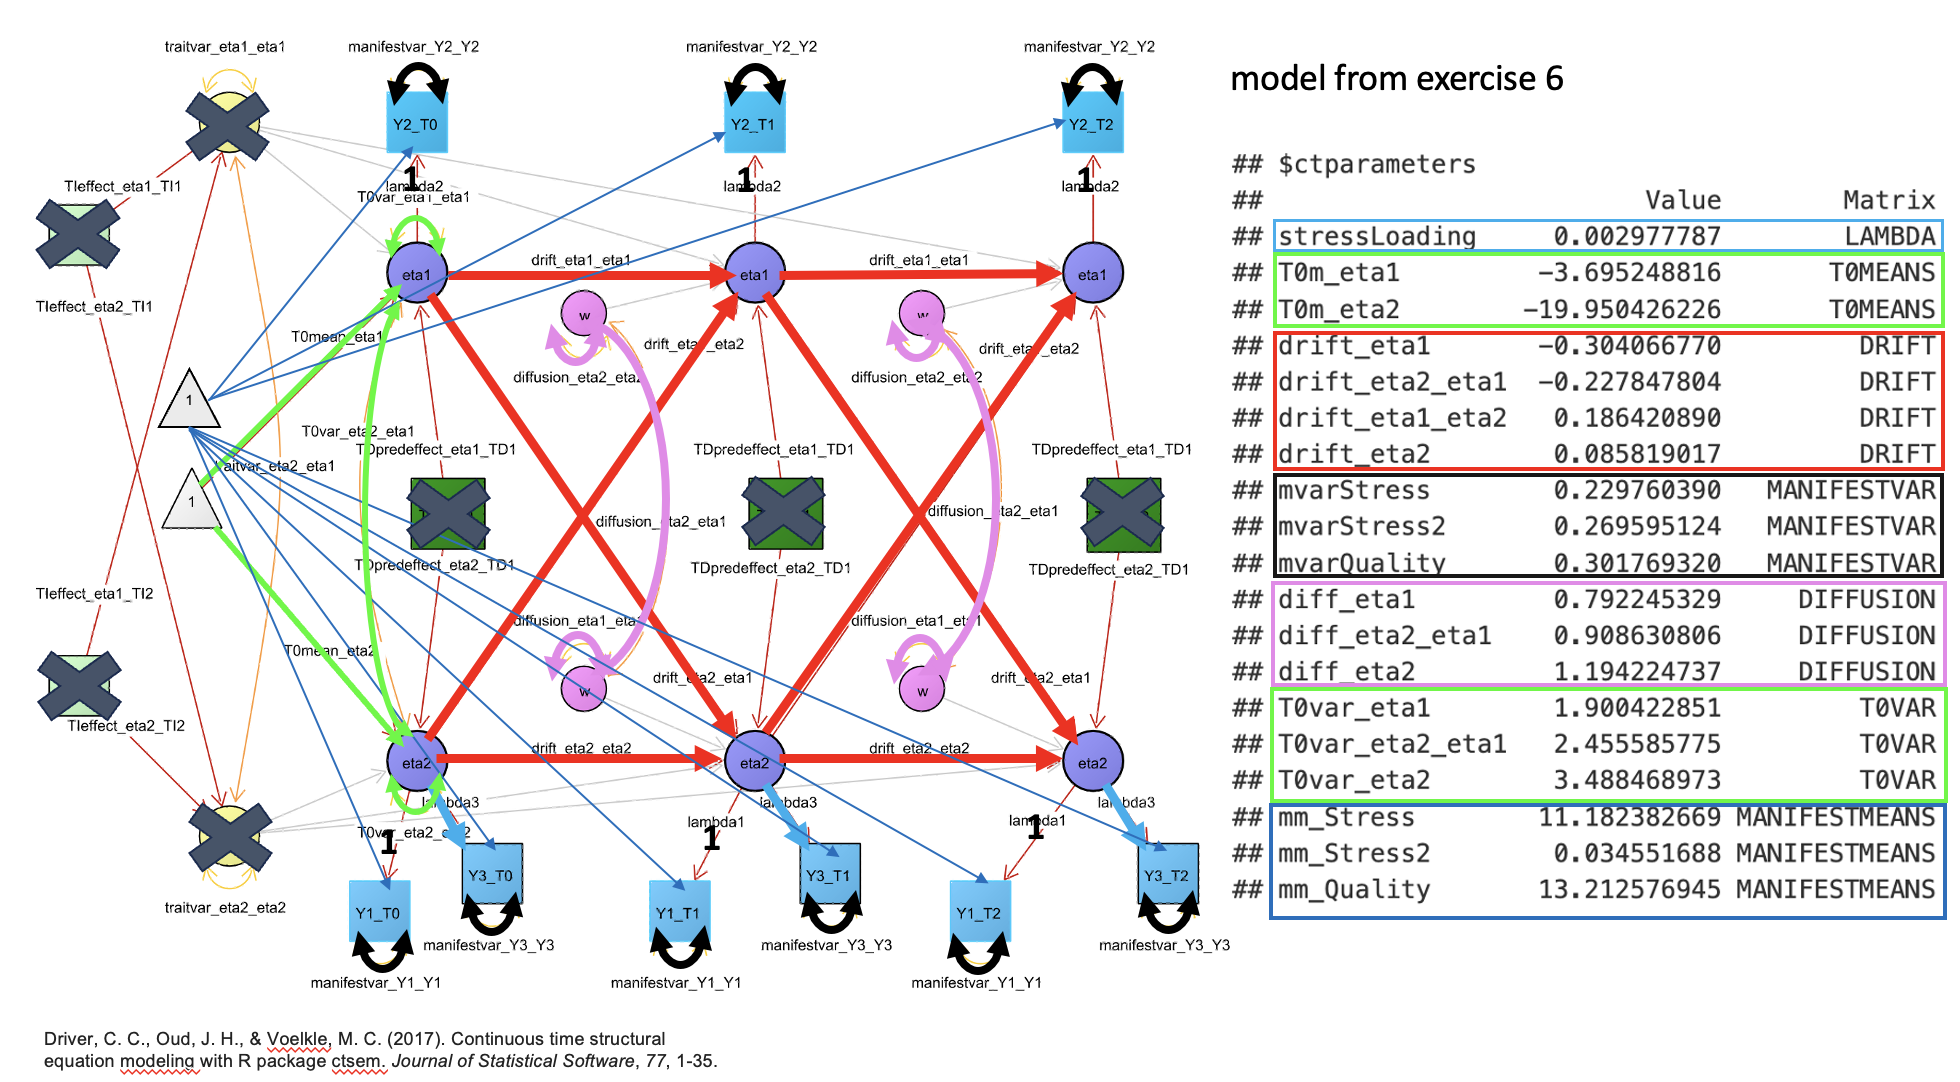 model from exercise 6
traitvar_eta1_eta1
manifestvar_Y2_Y2
manifestvar_Y2_Y2
manifestvar_Y2_Y2
Y2_T0
Y2_T1
Y2_T2
1
1
1
lambda2
lambda2
lambda2
T0var_eta1_eta1
TIeffect_eta1_TI1
eta1
drift_eta1_eta1
eta1
drift_eta1_eta1
eta1
TIeffect_eta2_TI1
w
w
T0mean_eta1
drift_eta1_eta2
drift_eta1_eta2
diffusion_eta2_eta2
diffusion_eta2_eta2
1
T0var_eta2_eta1
TDpredeffect_eta1_TD1
TDpredeffect_eta1_TD1
TDpredeffect_eta1_TD1
traitvar_eta2_eta1
1
diffusion_eta2_eta1
diffusion_eta2_eta1
TDpredeffect_eta2_TD1
TDpredeffect_eta2_TD1
TDpredeffect_eta2_TD1
TIeffect_eta1_TI2
diffusion_eta1_eta1
diffusion_eta1_eta1
T0mean_eta2
drift_eta2_eta1
drift_eta2_eta1
w
w
TIeffect_eta2_TI2
drift_eta2_eta2
drift_eta2_eta2
eta2
eta2
eta2
lambda3
lambda3
lambda3
lambda1
lambda1
T0var_eta2_eta2
1
1
1
Y3_T0
Y3_T1
Y3_T2
traitvar_eta2_eta2
Y1_T0
Y1_T1
Y1_T2
manifestvar_Y3_Y3
manifestvar_Y3_Y3
manifestvar_Y3_Y3
manifestvar_Y1_Y1
manifestvar_Y1_Y1
manifestvar_Y1_Y1
## $ctparameters
## Value Matrix
## stressLoading 0.002977787 LAMBDA
## T0m_eta1 -3.695248816 T0MEANS
## T0m_eta2 -19.950426226 T0MEANS
## drift_eta1 -0.304066770 DRIFT
## drift_eta2_eta1 -0.227847804 DRIFT
## drift_eta1_eta2 0.186420890 DRIFT
## drift_eta2 0.085819017 DRIFT
## mvarStress 0.229760390 MANIFESTVAR
## mvarStress2 0.269595124 MANIFESTVAR
## mvarQuality 0.301769320 MANIFESTVAR
## diff_eta1 0.792245329 DIFFUSION
## diff_eta2_eta1 0.908630806 DIFFUSION
## diff_eta2 1.194224737 DIFFUSION
## T0var_eta1 1.900422851 T0VAR
## T0var_eta2_eta1 2.455585775 T0VAR
## T0var_eta2 3.488468973 T0VAR
## mm_Stress 11.182382669 MANIFESTMEANS
## mm_Stress2 0.034551688 MANIFESTMEANS
## mm_Quality 13.212576945 MANIFESTMEANS
Driver, C. C., Oud, J. H., & Voelkle, M. C. (2017). Continuous time structural
equation modeling with R package ctsem. Journal of Statistical Software, 77, 1-35.